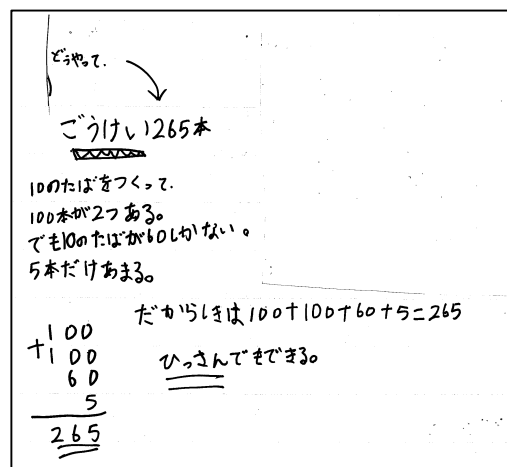 どうやって.
ごうけい265本
10のたばをつくって.
100本が2つある。
でも10のたばが60しかない。
5本だけあまる。
だからしきは100+100+60+5=265
ひっさんでもできる。
100
+100
60
5
265